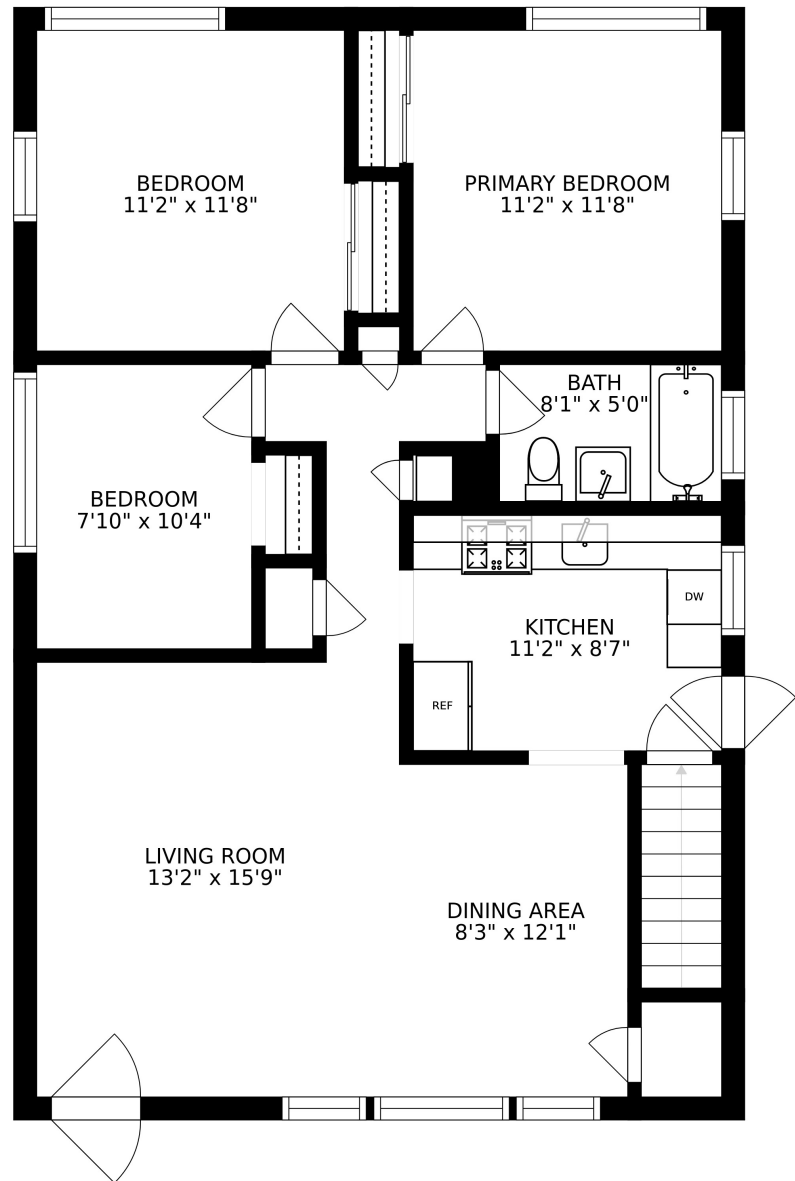 BEDROOM
11'2" x 11'8"
PRIMARY BEDROOM
11'2" x 11'8"
BATH
8'1" x 5'0"
BEDROOM
7'10" x 10'4"
DW
KITCHEN
11'2" x 8'7"
REF
LIVING ROOM
13'2" x 15'9"
DINING AREA
8'3" x 12'1"